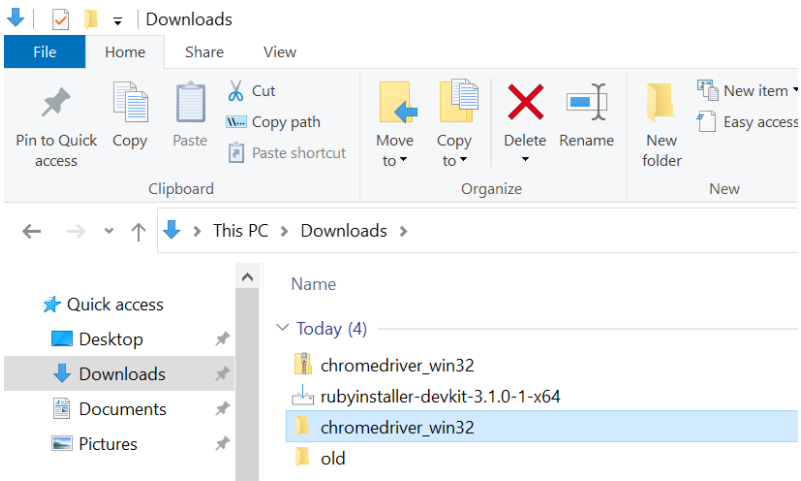 Downloads
File Home Share View
Pin to Quick access
Copy
Paste
Cut
Copy path
Paste shortcut
Clipboard
Move to
Copy to
Delete
Rename
Organize
New folder
New item
Easy access
New
This PC > Downloads >
Name
Quick access
Desktop
Downloads
Documents
Pictures
Today (4)
chromedriver_win32
rubyinstaller-devkit-3.1.0-1-x64
chromedriver_win32
old